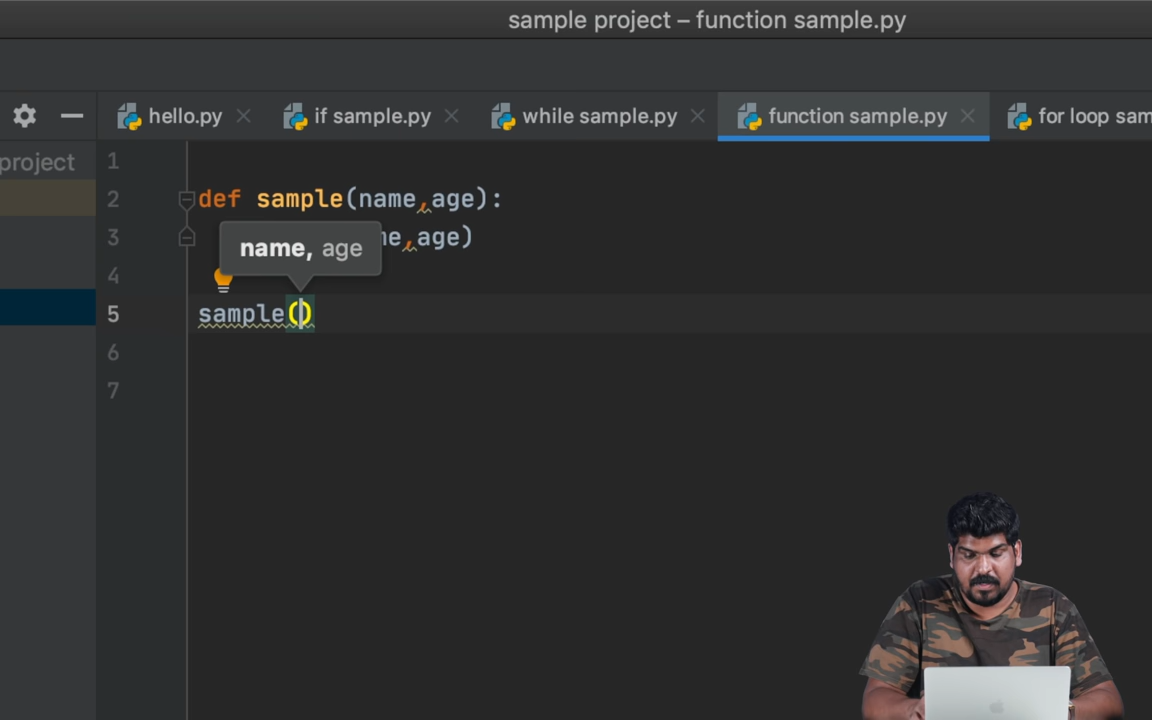 sample project – function sample.py
hello.py
if sample.py
while sample.py
function sample.py
for loop sam
project
1
2 def sample(name,age):
3 me,age)
name, age
4
5 sample()
6
7